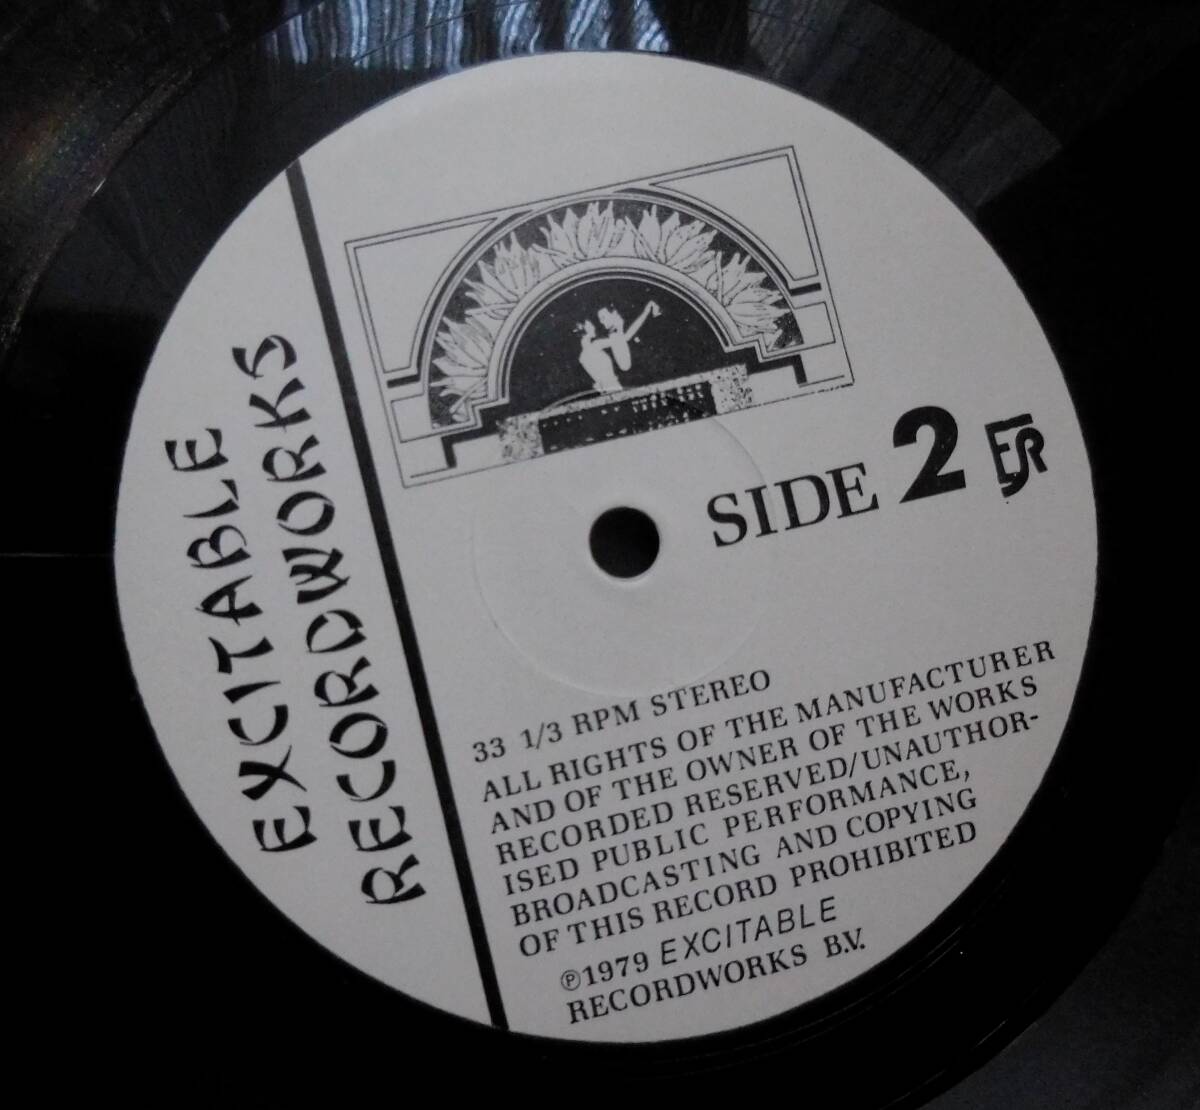 EXCITABLE
RECORDWORKS
SIDE 2
33 1/3 RPM STEREO
ALL RIGHTS OF THE MANUFACTURER
AND OF THE OWNER OF THE WORKS
RECORDED RESERVED/UNAUTHOR-
ISED PUBLIC PERFORMANCE,
BROADCASTING AND COPYING
OF THIS RECORD PROHIBITED
℗1979 EXCITABLE
RECORDWORKS B.V.